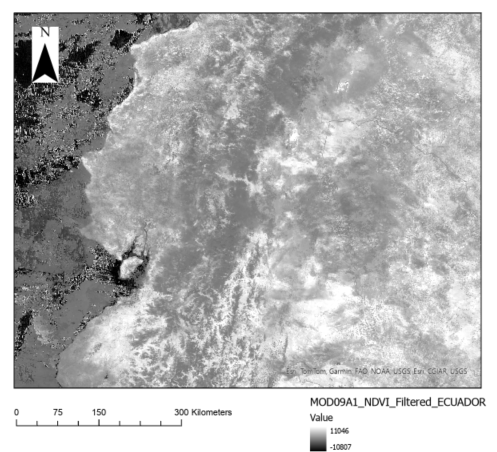 N
Esri, TomTom, Garmin, FAO, NOAA, USGS, Esri, CGIAR, USGS
0 75 150 300 Kilometers
MOD09A1_NDVI_Filtered_ECUADOR
Value
11046
-10807